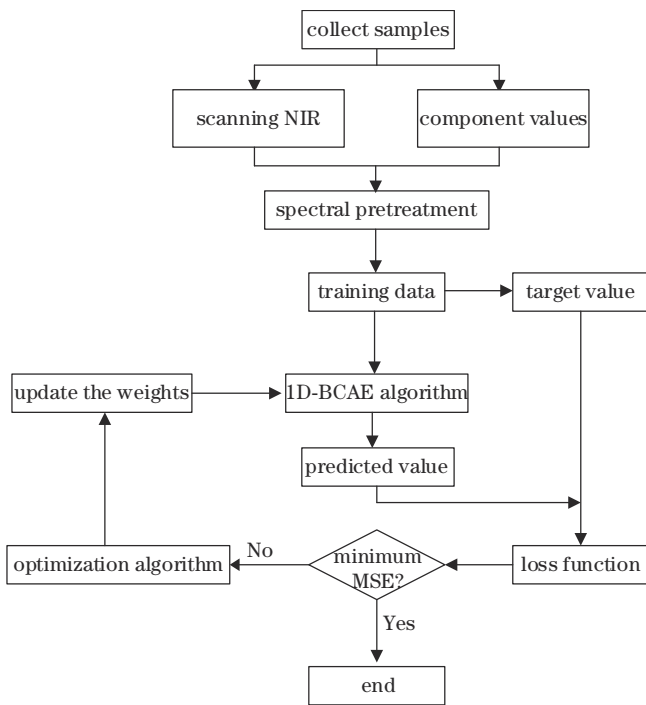 collect samples
scanning NIR
component values
spectral pretreatment
training data
target value
update the weights
1D-BCAE algorithm
predicted value
optimization algorithm
No
minimum
MSE?
loss function
Yes
end